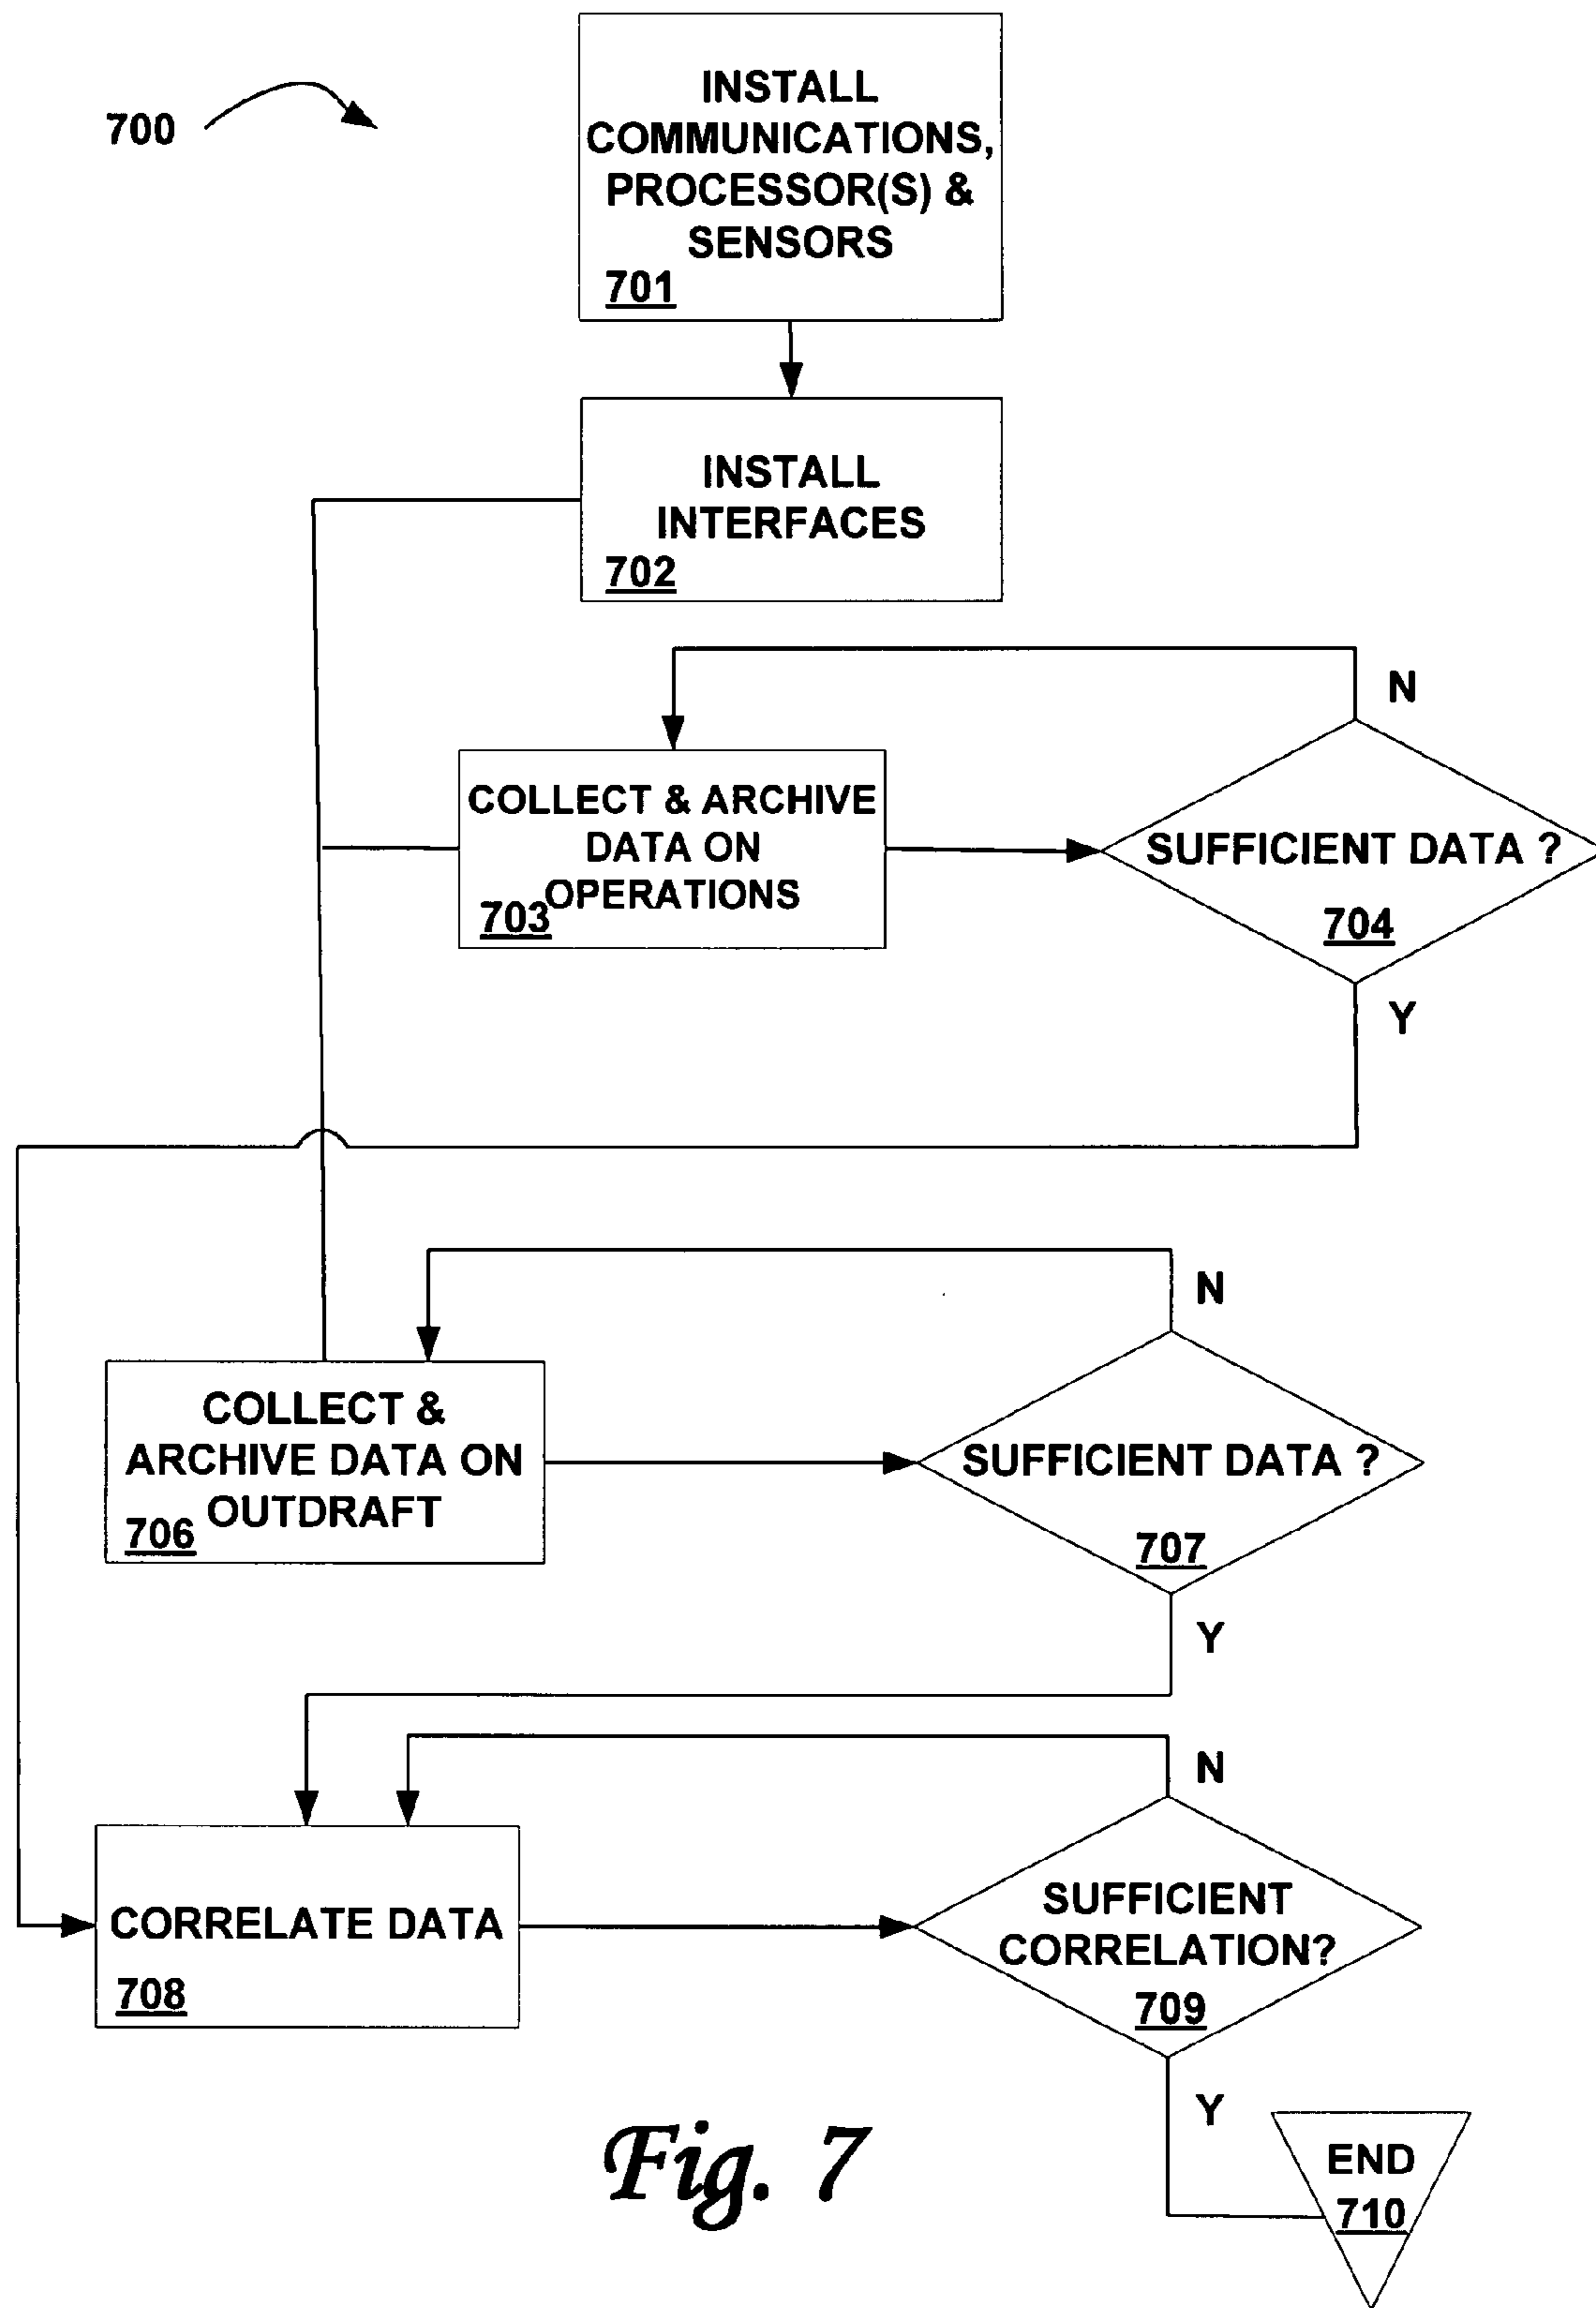 700
INSTALL
COMMUNICATIONS,
PROCESSOR(S) &
SENSORS
701
INSTALL
INTERFACES
702
N
COLLECT & ARCHIVE
DATA ON
OPERATIONS
703
SUFFICIENT DATA ?
704
Y
N
COLLECT &
ARCHIVE DATA ON
OUTDRAFT
706
SUFFICIENT DATA ?
707
Y
N
CORRELATE DATA
708
SUFFICIENT
CORRELATION?
709
Y
END
710
Fig. 7